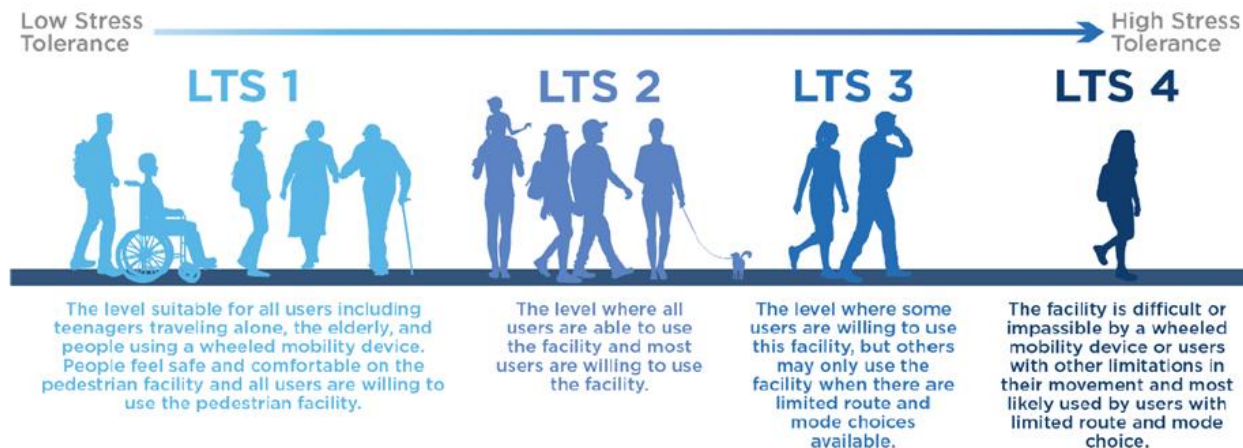 Low Stress
Tolerance
High Stress
Tolerance
LTS 1
LTS 2
LTS 3
LTS 4
The level suitable for all users including
teenagers traveling alone, the elderly, and
people using a wheeled mobility device.
People feel safe and comfortable on the
pedestrian facility and all users are willing to
use the pedestrian facility.
The level where all
users are able to use
the facility and most
users are willing to use
the facility.
The level where some
users are willing to use
this facility, but others
may only use the
facility when there are
limited route and
mode choices
available.
The facility is difficult or
impassible by a wheeled
mobility device or users
with other limitations in
their movement and most
likely used by users with
limited route and mode
choice.